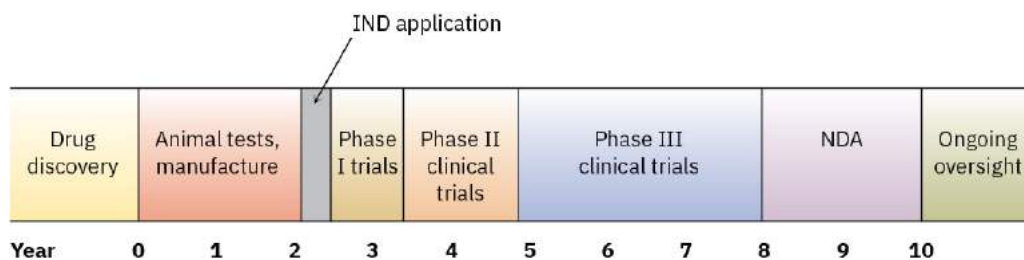 IND application
Drug
discovery
Animal tests,
manufacture
Phase
I trials
Phase II
clinical
trials
Phase III
clinical trials
NDA
Ongoing
oversight
Year 0 1 2 3 4 5 6 7 8 9 10